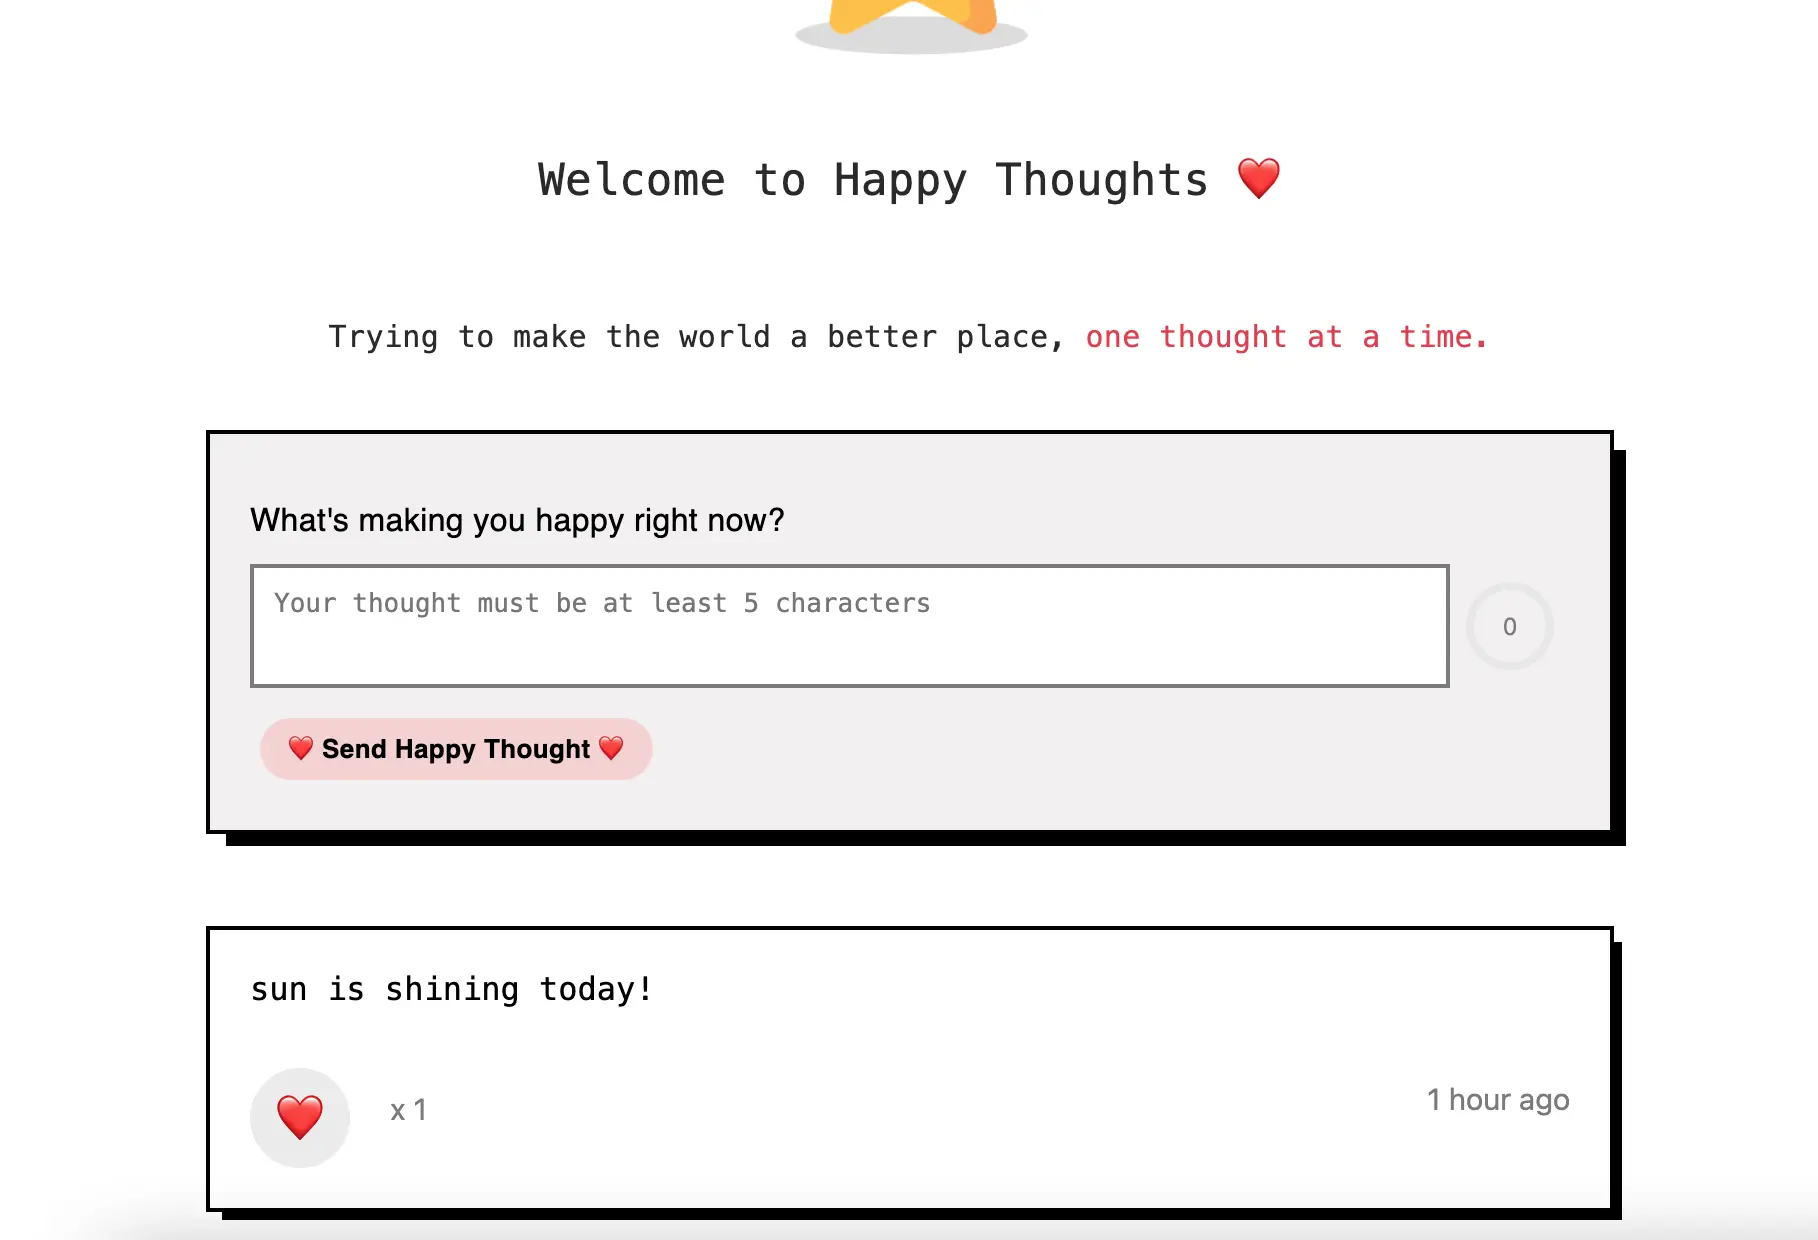 Welcome to Happy Thoughts ❤️
Trying to make the world a better place, one thought at a time.
What's making you happy right now?
Your thought must be at least 5 characters
0
❤️ Send Happy Thought ❤️
sun is shining today!
❤️ x 1
1 hour ago